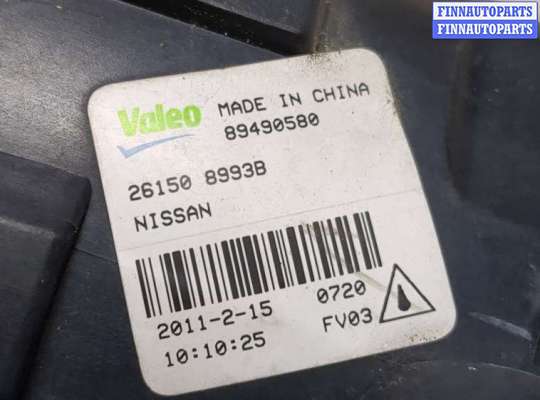 FINNAUTOPARTS
FINNAUTOPARTS
Valeo
MADE IN CHINA
89490580
26150 8993B
NISSAN
2011-2-15
0720
10:10:25
FV03